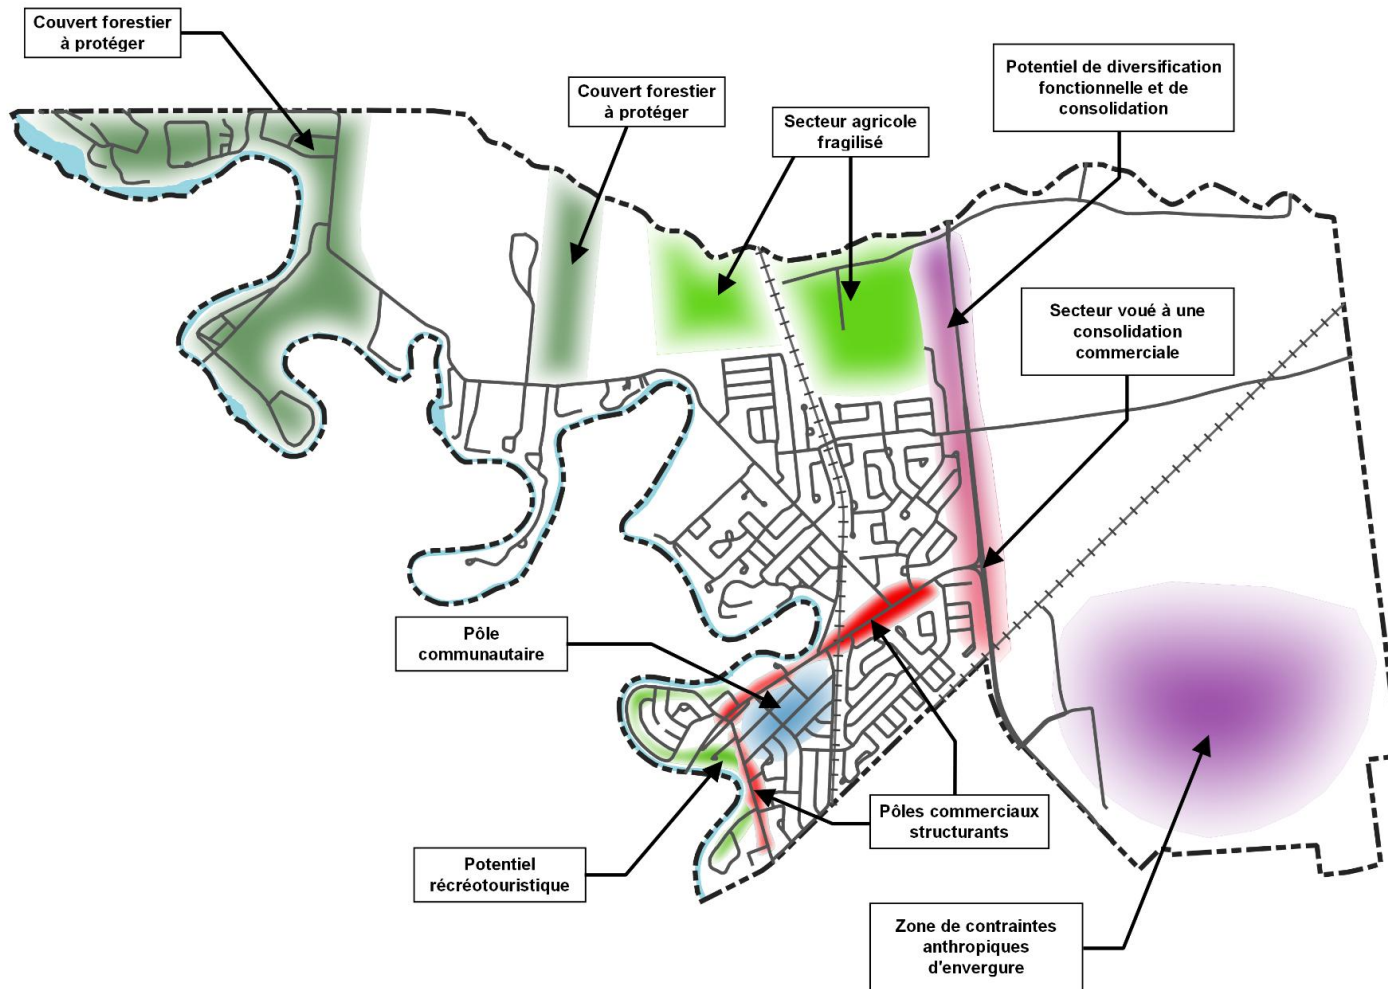 Couvert forestier
à protéger
Couvert forestier
à protéger
Secteur agricole
fragilisé
Potentiel de diversification
fonctionnelle et de
consolidation
Secteur voué à une
consolidation
commerciale
Pôle
communautaire
Pôles commerciaux
structurants
Potentiel
récréotouristique
Zone de contraintes
anthropiques
d'envergure